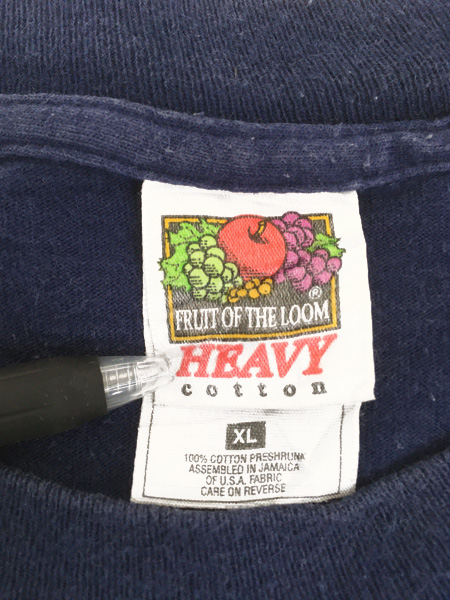 ®
FRUIT OF THE LOOM
HEAVY
cotton
XL
100% COTTON PRESHRUNK
ASSEMBLED IN JAMAICA
OF U.S.A. FABRIC
CARE ON REVERSE